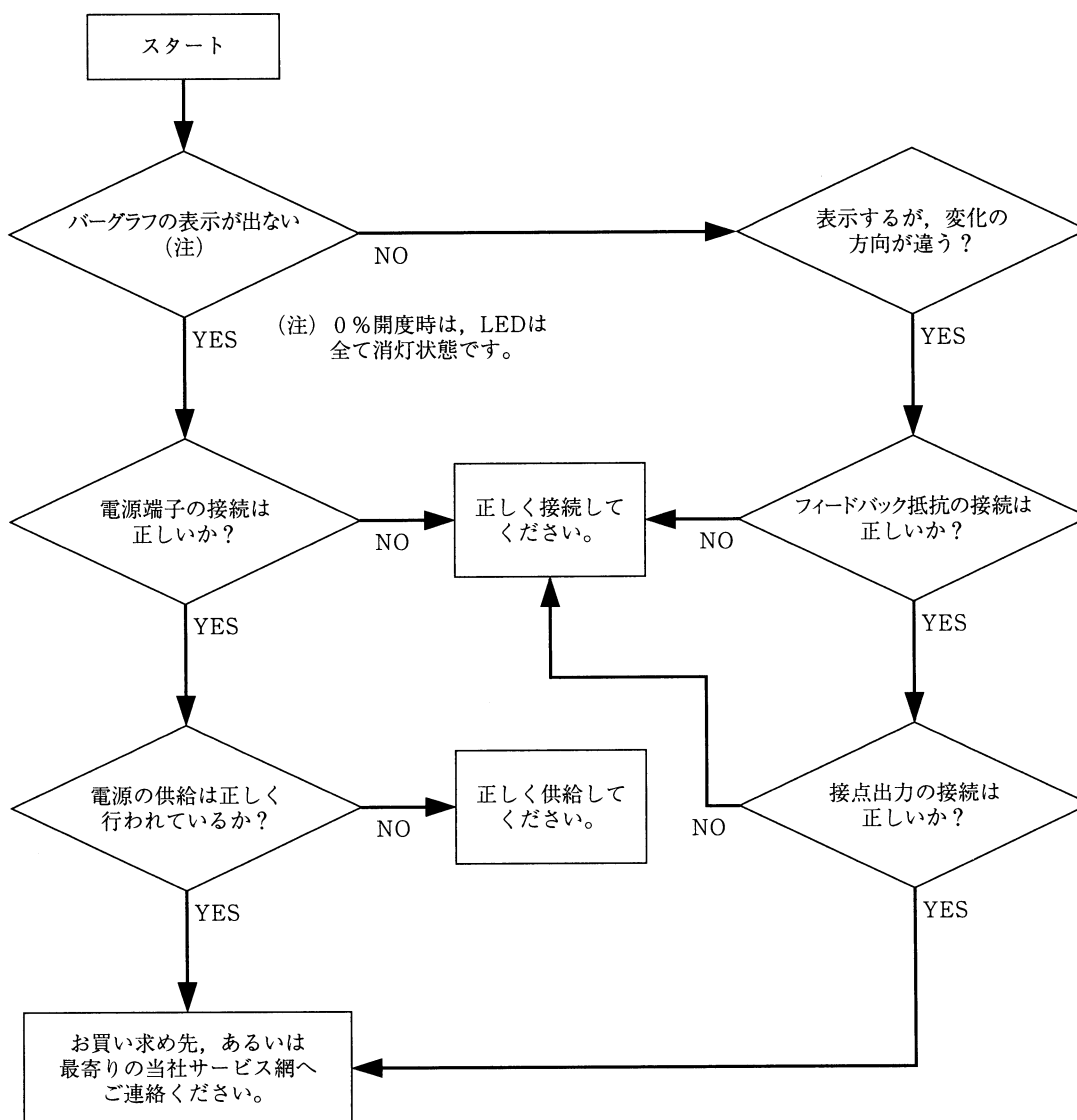 スタート
バーグラフの表示が出ない
（注）
NO
YES
表示するが，変化の
方向が違う？
YES
（注）０％開度時は，LEDは
全て消灯状態です。
電源端子の接続は
正しいか？
NO
YES
正しく接続して
ください。
フィードバック抵抗の接続は
正しいか？
NO
YES
電源の供給は正しく
行われているか？
NO
YES
正しく供給して
ください。
接点出力の接続は
正しいか？
NO
YES
お買い求め先，あるいは
最寄りの当社サービス網へ
ご連絡ください。